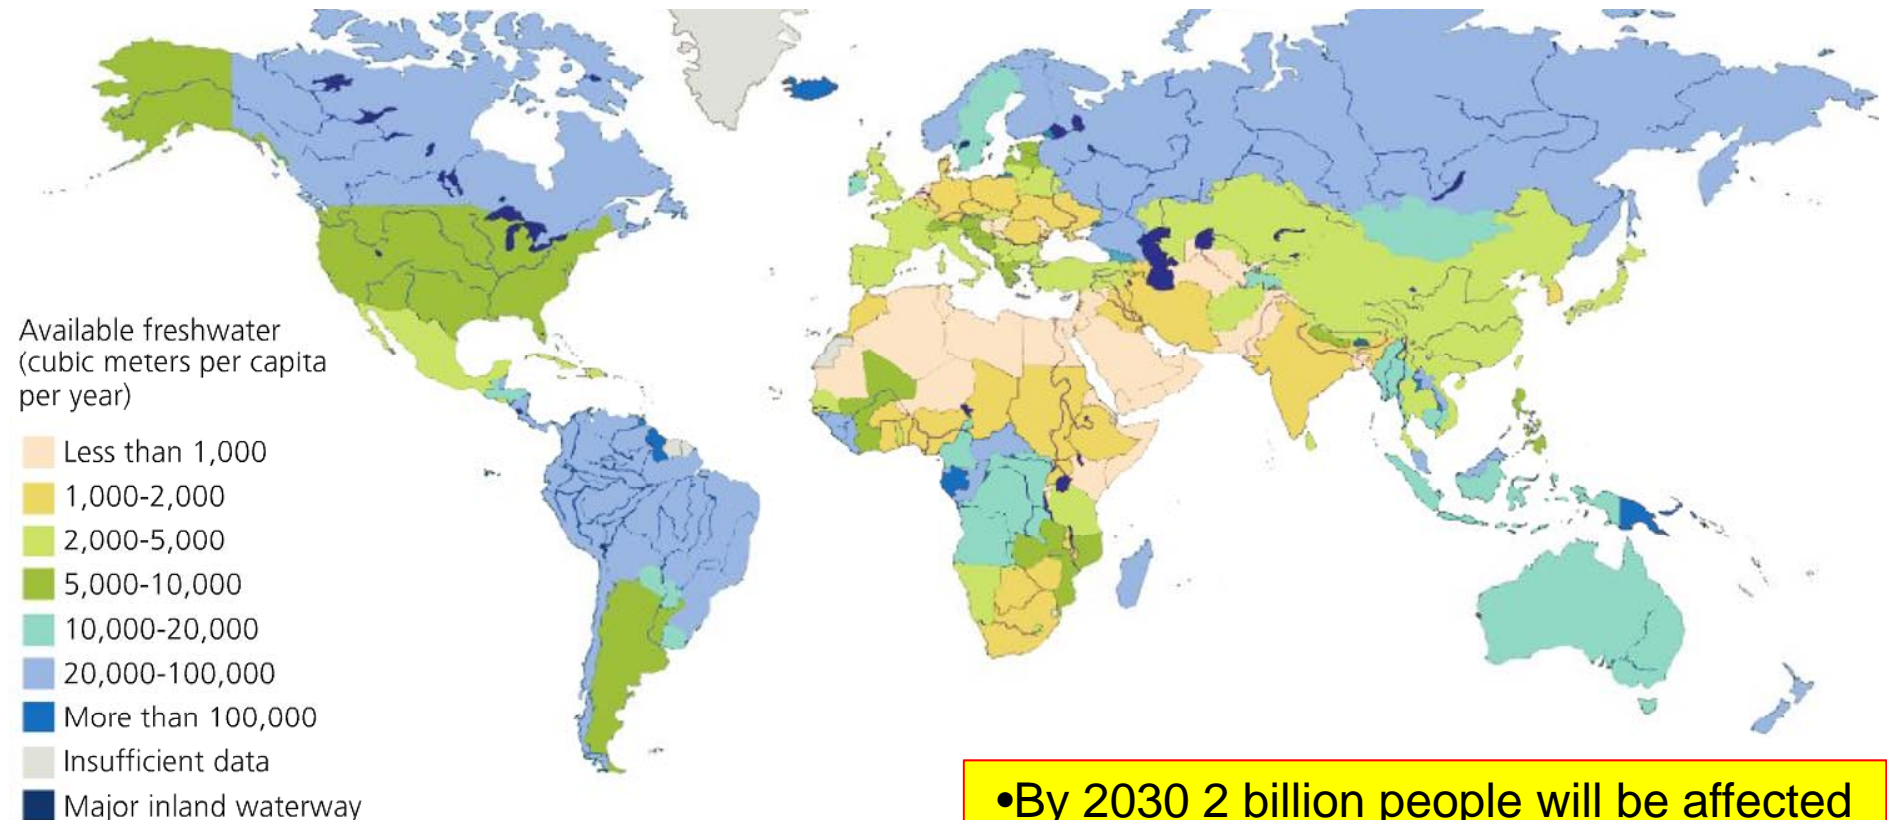 Available freshwater
(cubic meters per capita
per year)
Less than 1,000
1,000-2,000
2,000-5,000
5,000-10,000
10,000-20,000
20,000-100,000
More than 100,000
Insufficient data
Major inland waterway
•By 2030 2 billion people will be affected